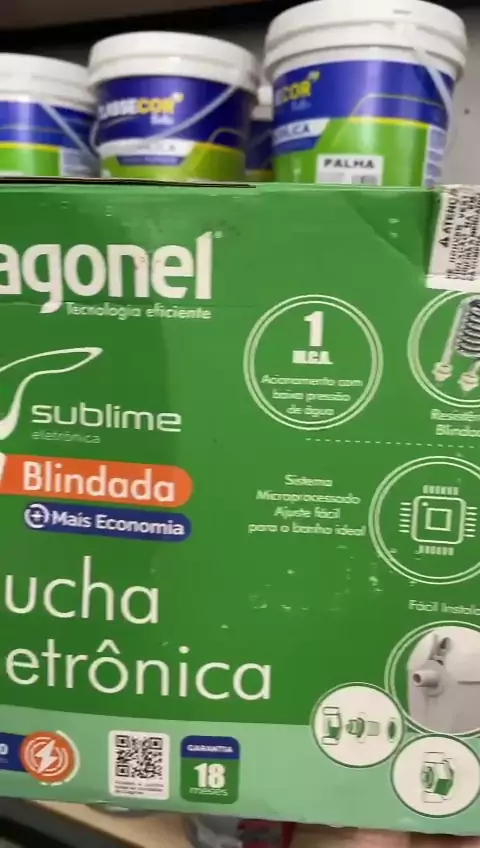 PALHA
agonel
Tecnologia eficiente
sublime
eletrônica
Blindada
+ Mais Economia
ucha
etrônica
1
M.C.A.
Acionamento com
baixa pressão
de água
Sistema
Microprocessado
Ajuste fácil
para o banho ideal
Fácil Instala
GARANTIA
18
meses